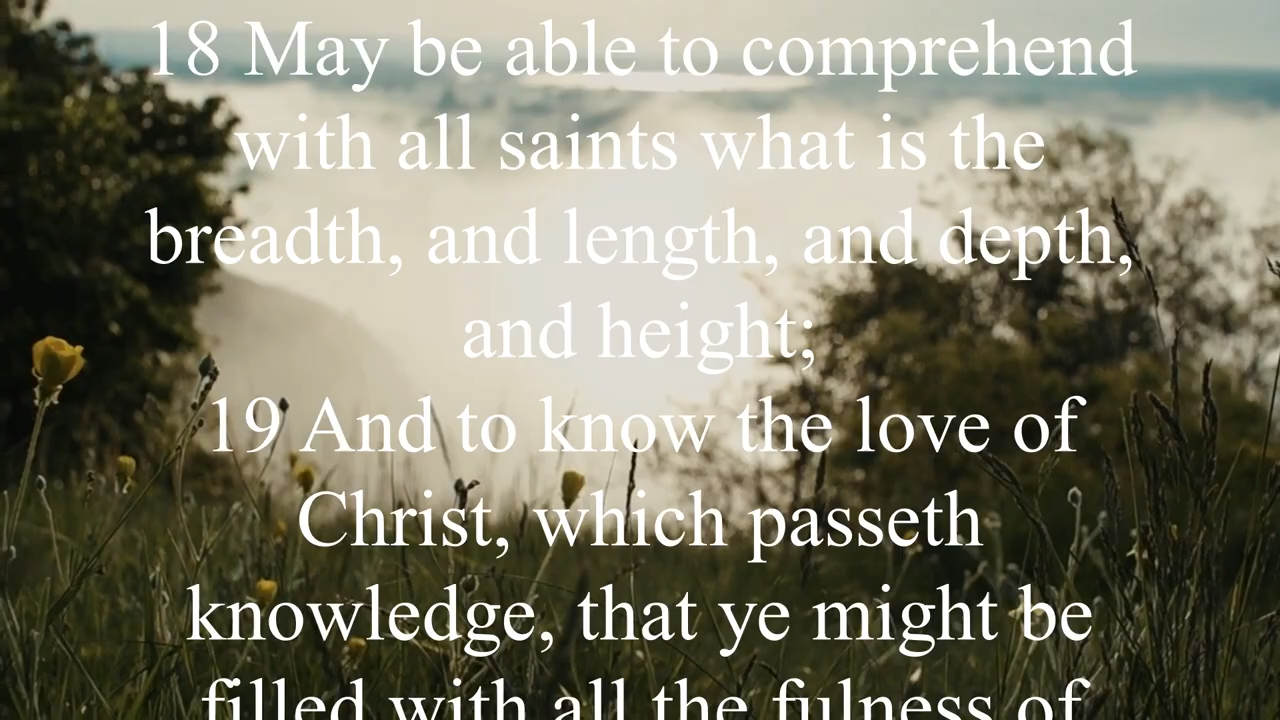 18 May be able to comprehend
with all saints what is the
breadth, and length, and depth,
and height;
19 And to know the love of
Christ, which passeth
knowledge, that ye might be
filled with all the fulness of